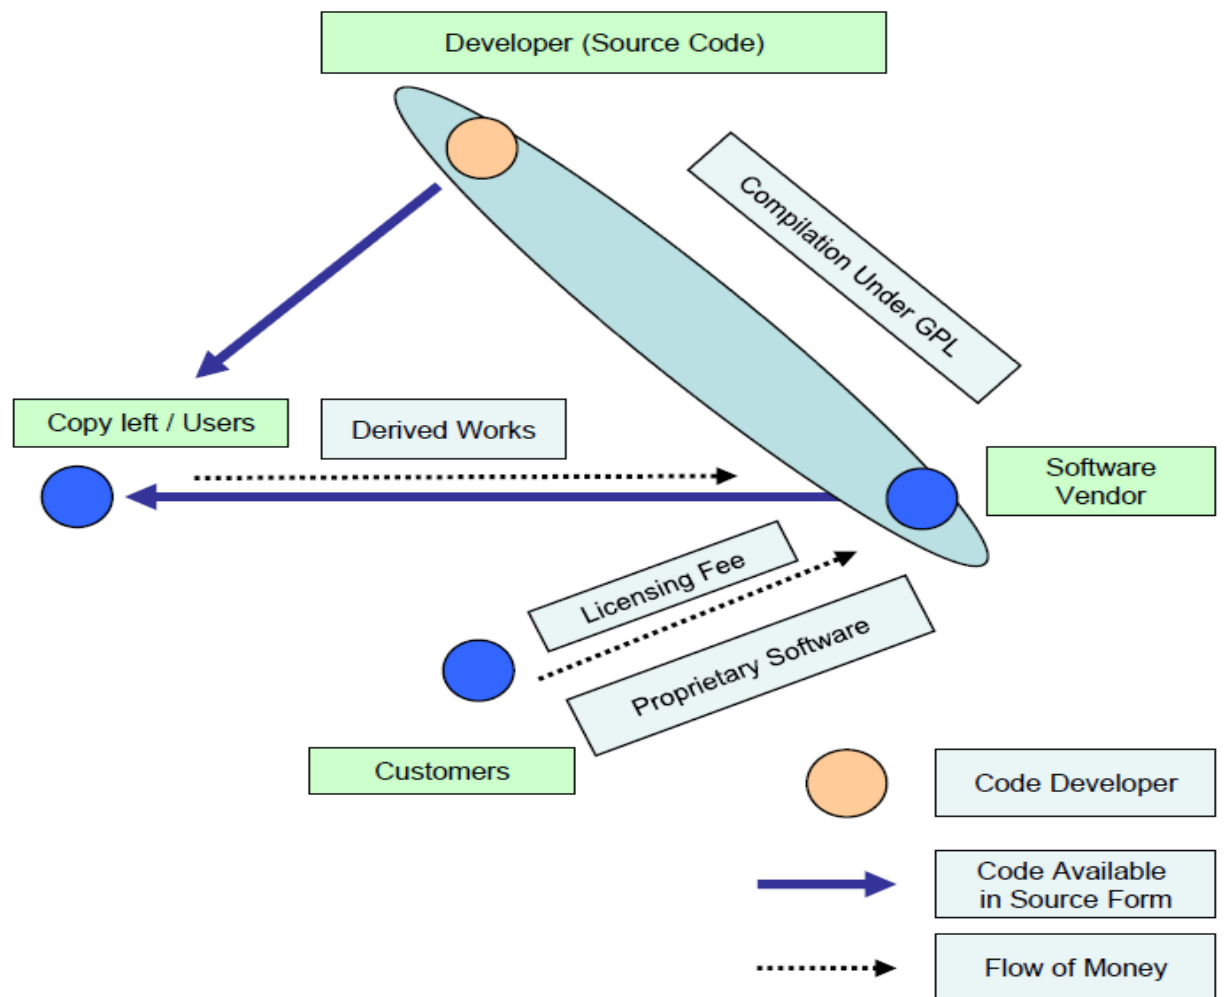 Developer (Source Code)
Compilation Under GPL
Copy left / Users
Derived Works
Software
Vendor
Licensing Fee
Proprietary Software
Customers
Code Developer
Code Available
in Source Form
Flow of Money